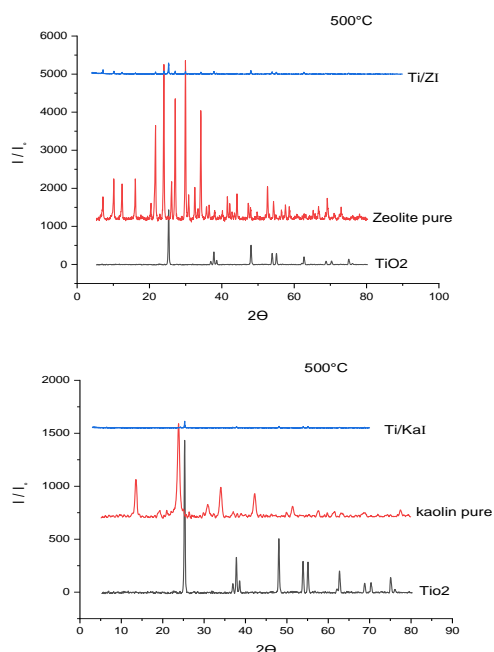 500°C
6000
5000
4000
3000
2000
1000
0
I / I°
Ti/ZI
Zeolite pure
TiO2
0 20 40 60 80 100
2Θ
500°C
2000
1500
1000
500
0
I / I°
Ti/KaI
kaolin pure
Tio2
0 10 20 30 40 50 60 70 80 90
2Θ